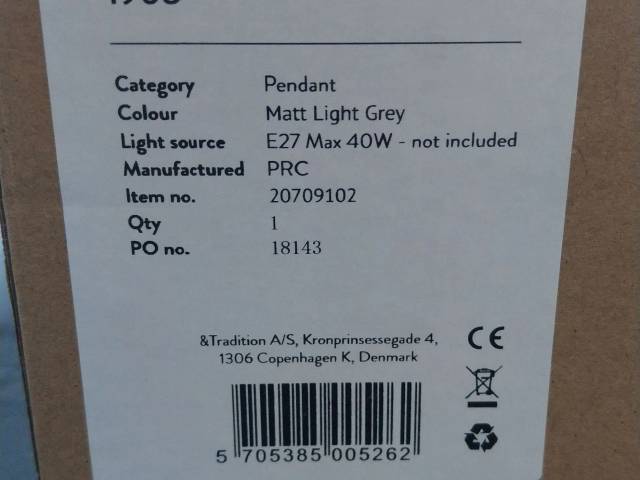 Category Pendant
Colour Matt Light Grey
Light source E27 Max 40W - not included
Manufactured PRC
Item no. 20709102
Qty 1
PO no. 18143
&Tradition A/S, Kronprinsessegade 4,
1306 Copenhagen K, Denmark
CE
5 705385 005262